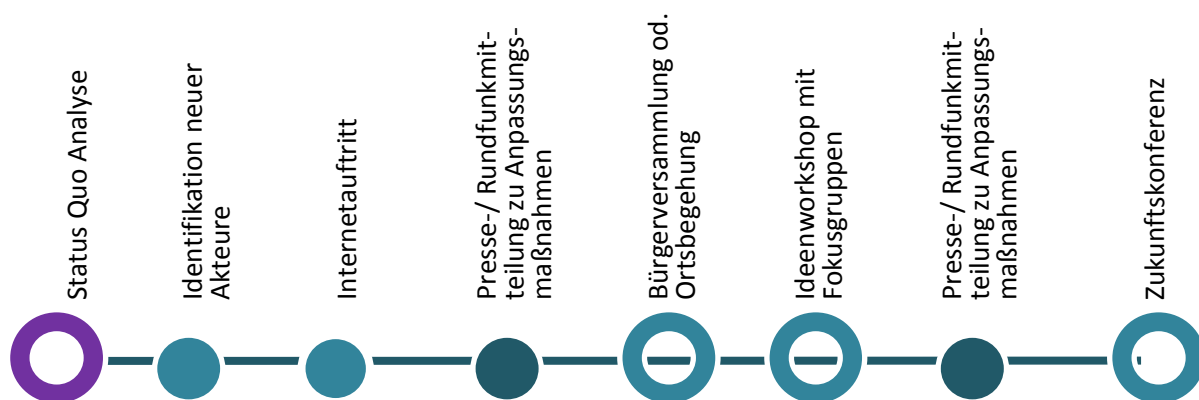 Status Quo Analyse
Identifikation neuer
Akteure
Internetauftritt
Presse-/ Rundfunkmit-
teilung zu Anpassungs-
maßnahmen
Bürgerversammlung od.
Ortsbegehung
Ideenworkshop mit
Fokusgruppen
Presse-/ Rundfunkmit-
teilung zu Anpassungs-
maßnahmen
Zukunftskonferenz